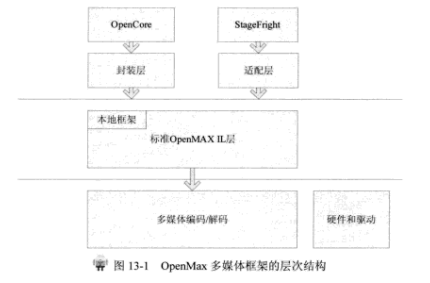 OpenCore
StageFright
封装层
适配层
本地框架
标准OpenMAX IL层
多媒体编码/解码
硬件和驱动
图 13-1 OpenMax 多媒体框架的层次结构